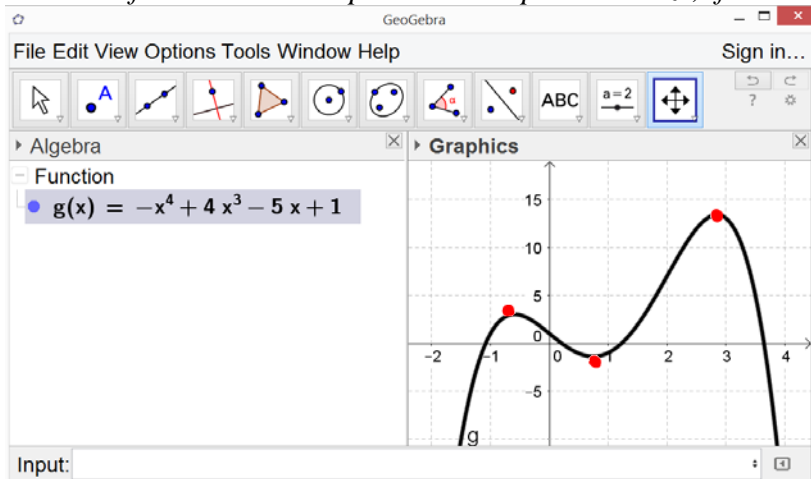 GeoGebra
File Edit View Options Tools Window Help
Sign in...
A
α
ABC
a=2
?
Algebra
Graphics
Function
g(x) = −x⁴ + 4 x³ − 5 x + 1
15
10
5
0
−2 −1 0 1 2 3 4
−5
g
Input: